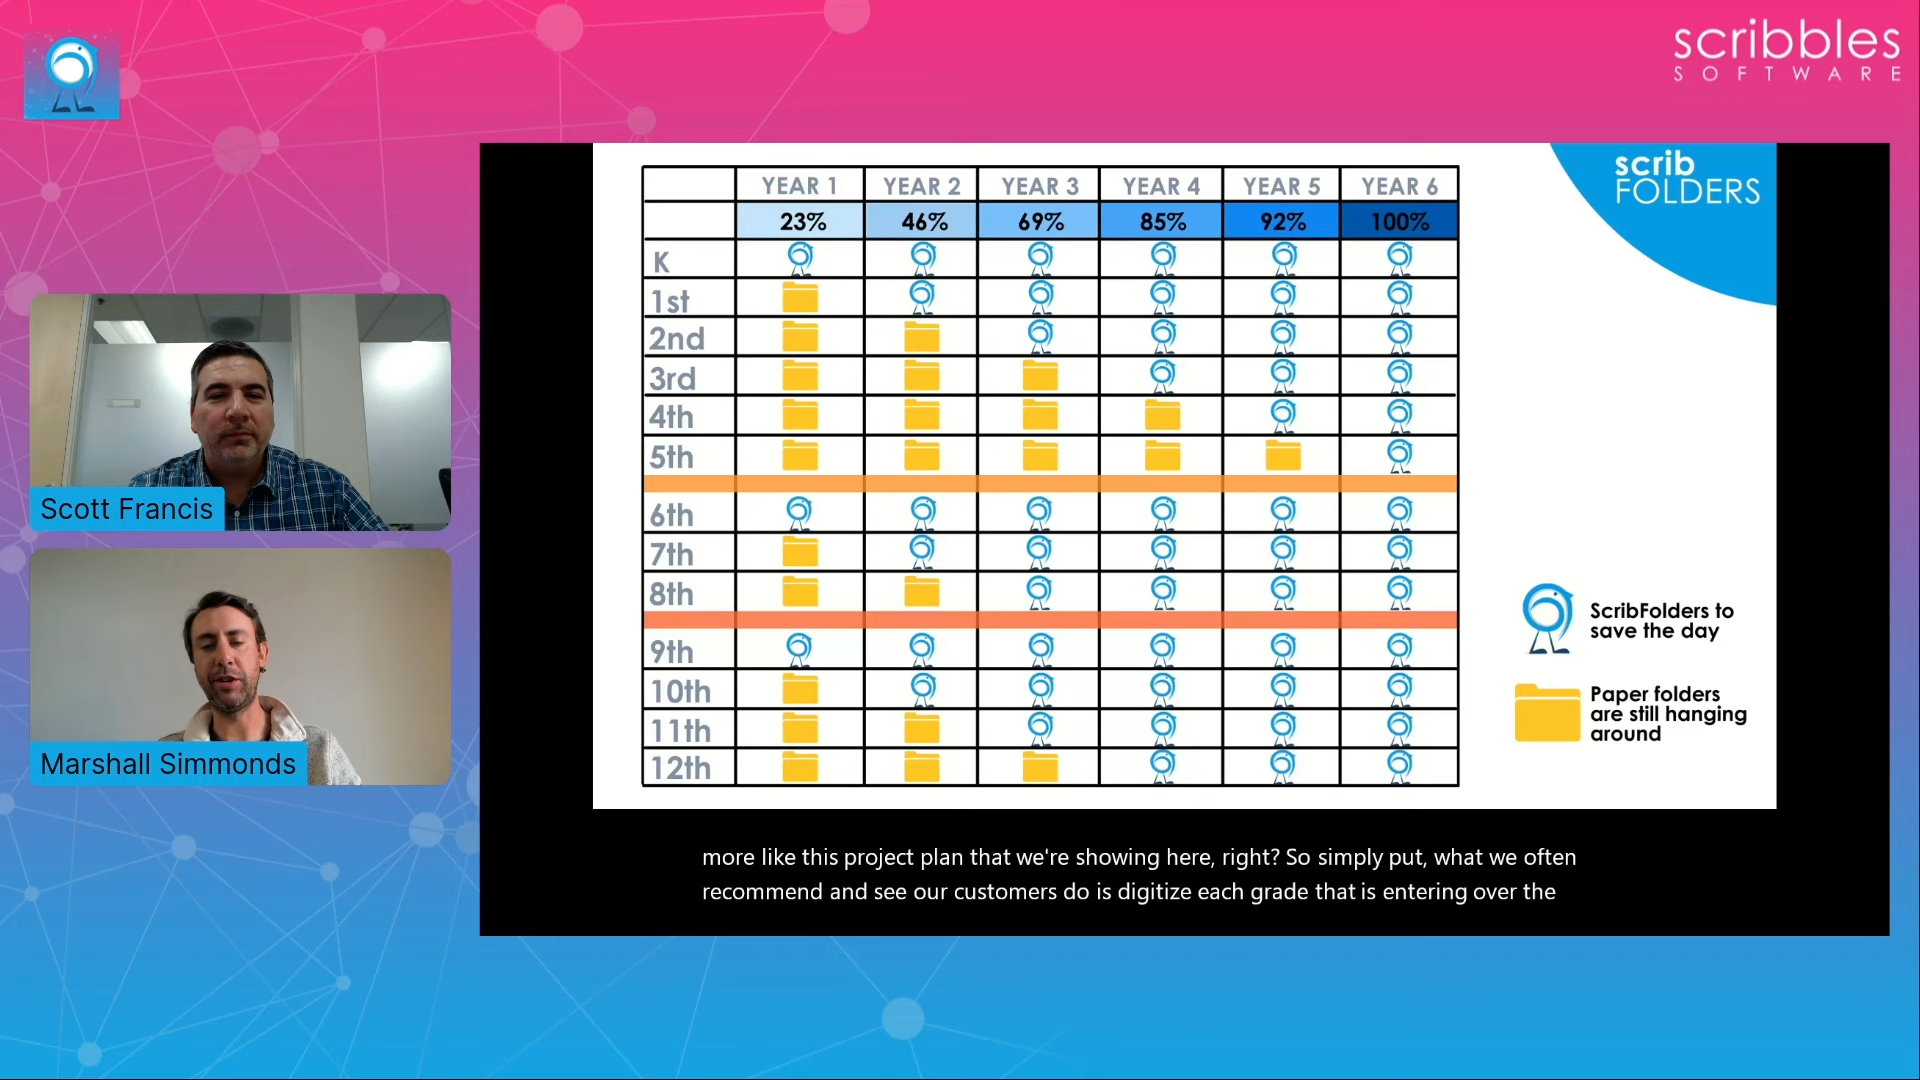 scribbles
SOFTWARE
scrib
FOLDERS
YEAR 1 YEAR 2 YEAR 3 YEAR 4 YEAR 5 YEAR 6
23% 46% 69% 85% 92% 100%
K
1st
2nd
3rd
4th
5th
6th
7th
8th
9th
10th
11th
12th
ScribFolders to
save the day
Paper folders
are still hanging
around
Scott Francis
Marshall Simmonds
more like this project plan that we're showing here, right? So simply put, what we often
recommend and see our customers do is digitize each grade that is entering over the